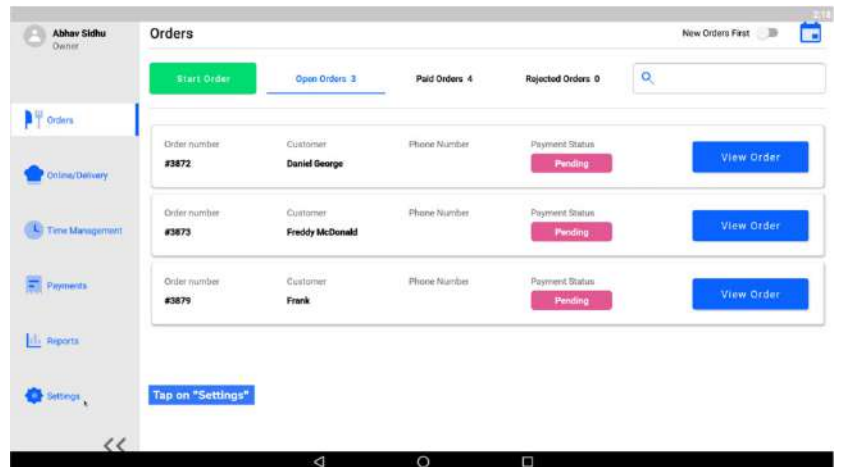 2:18
Abhav Sidhu
Owner
Orders
New Orders First
Start Order
Open Orders 3
Paid Orders 4
Rejected Orders 0
Orders
Online/Delivery
Time Management
Payments
Reports
Settings
Order number
Customer
Phone Number
Payment Status
#3872
Daniel George
Pending
View Order
Order number
Customer
Phone Number
Payment Status
#3873
Freddy McDonald
Pending
View Order
Order number
Customer
Phone Number
Payment Status
#3879
Frank
Pending
View Order
Tap on "Settings"